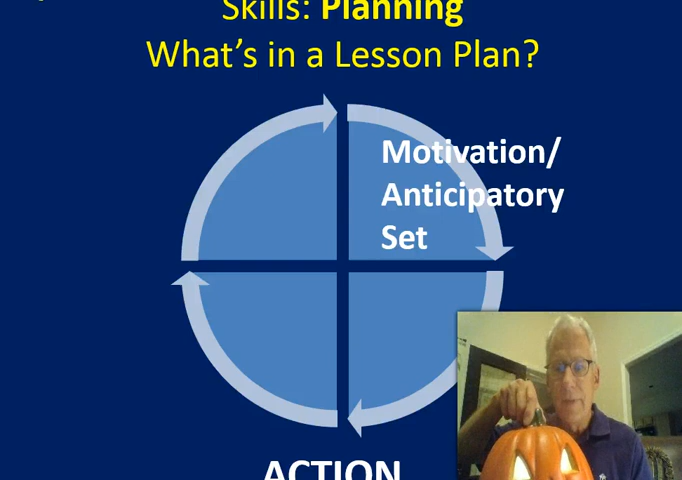 Skills: Planning
What's in a Lesson Plan?
Motivation/
Anticipatory
Set
ACTION